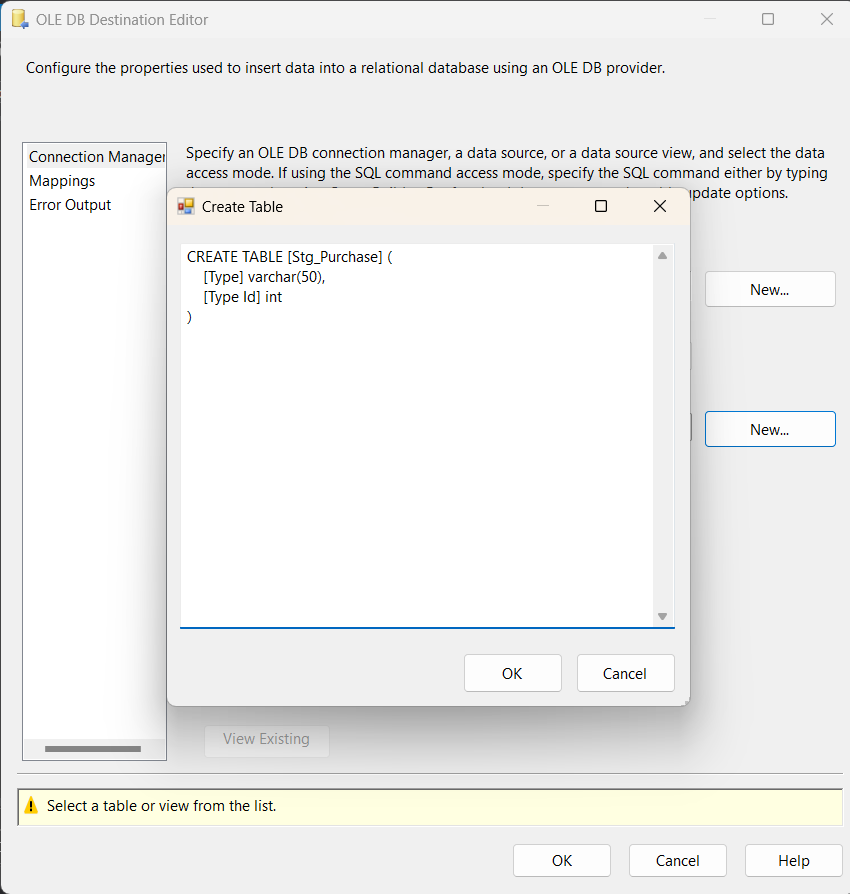 OLE DB Destination Editor
Configure the properties used to insert data into a relational database using an OLE DB provider.
Connection Manager
Mappings
Error Output
Specify an OLE DB connection manager, a data source, or a data source view, and select the data
access mode. If using the SQL command access mode, specify the SQL command either by typing
update options.
Create Table
CREATE TABLE [Stg_Purchase] (
[Type] varchar(50),
[Type Id] int
)
New...
New...
OK
Cancel
View Existing
Select a table or view from the list.
OK
Cancel
Help